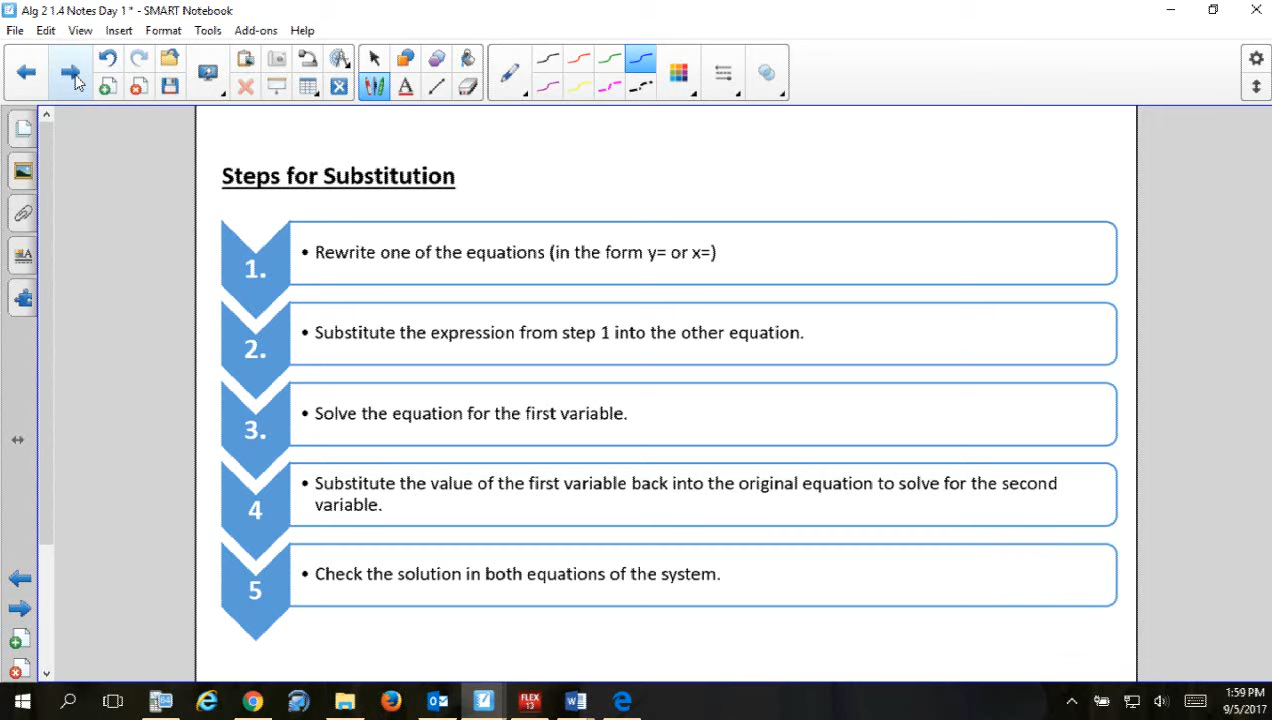 Alg 2 1.4 Notes Day 1 * - SMART Notebook
File Edit View Insert Format Tools Add-ons Help
Steps for Substitution
1.
• Rewrite one of the equations (in the form y= or x=)
2.
• Substitute the expression from step 1 into the other equation.
3.
• Solve the equation for the first variable.
4
• Substitute the value of the first variable back into the original equation to solve for the second
variable.
5
• Check the solution in both equations of the system.
FLEX
13
1:59 PM
9/5/2017